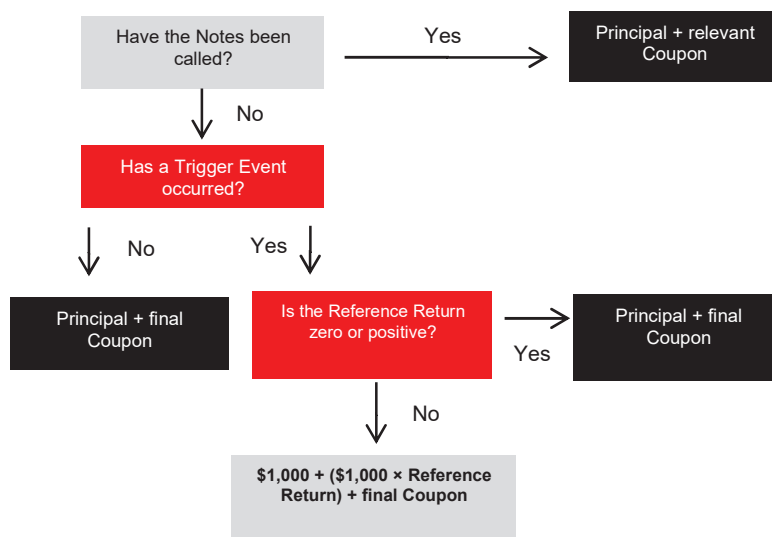 Have the Notes been
called?
Yes
Principal + relevant
Coupon
No
Has a Trigger Event
occurred?
No
Yes
Principal + final
Coupon
Is the Reference Return
zero or positive?
Yes
Principal + final
Coupon
No
$1,000 + ($1,000 × Reference
Return) + final Coupon